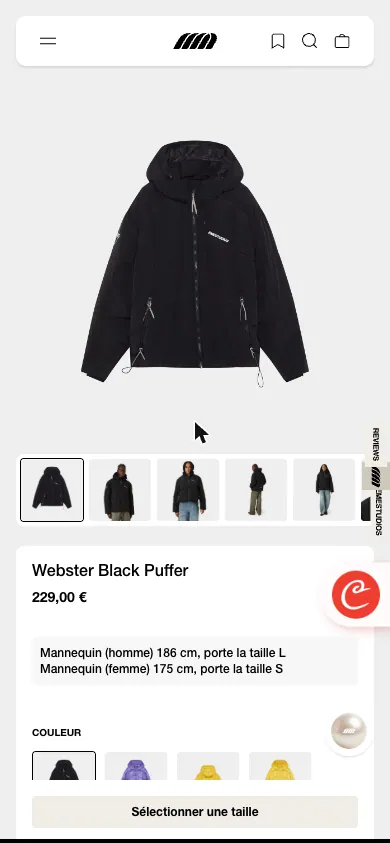 REVIEWS
Webster Black Puffer
229,00 €
Mannequin (homme) 186 cm, porte la taille L
Mannequin (femme) 175 cm, porte la taille S
COULEUR
Sélectionner une taille